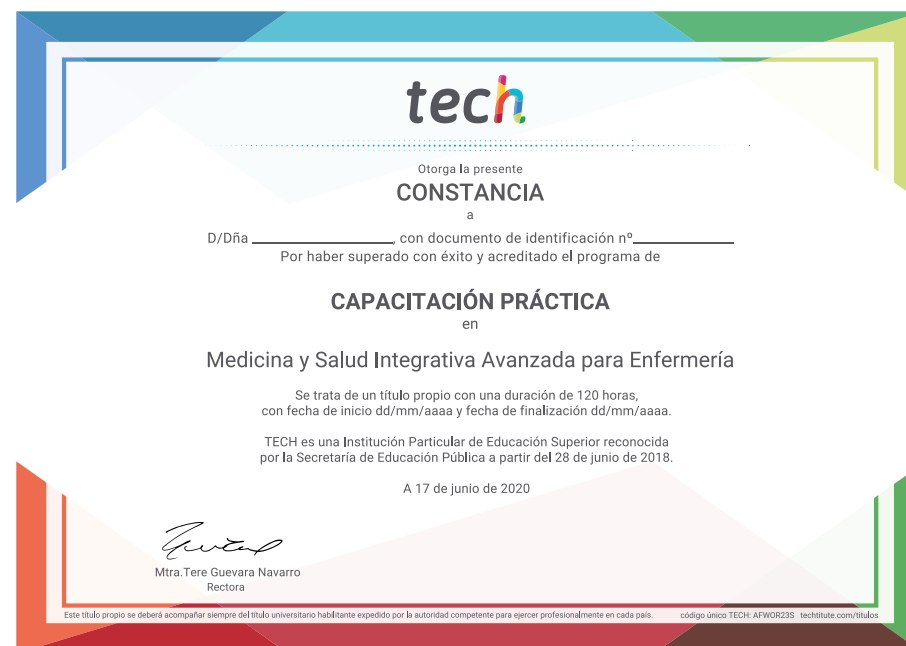 tech
Otorga la presente
CONSTANCIA
a
D/Dña ____________________, con documento de identificación nº______________
Por haber superado con éxito y acreditado el programa de
CAPACITACIÓN PRÁCTICA
en
Medicina y Salud Integrativa Avanzada para Enfermería
Se trata de un título propio con una duración de 120 horas,
con fecha de inicio dd/mm/aaaa y fecha de finalización dd/mm/aaaa.
TECH es una Institución Particular de Educación Superior reconocida
por la Secretaría de Educación Pública a partir del 28 de junio de 2018.
A 17 de junio de 2020
Mtra.Tere Guevara Navarro
Rectora
Este título propio se deberá acompañar siempre del título universitario habilitante expedido por la autoridad competente para ejercer profesionalmente en cada país. código único TECH: AFWOR23S techtitute.com/titulos